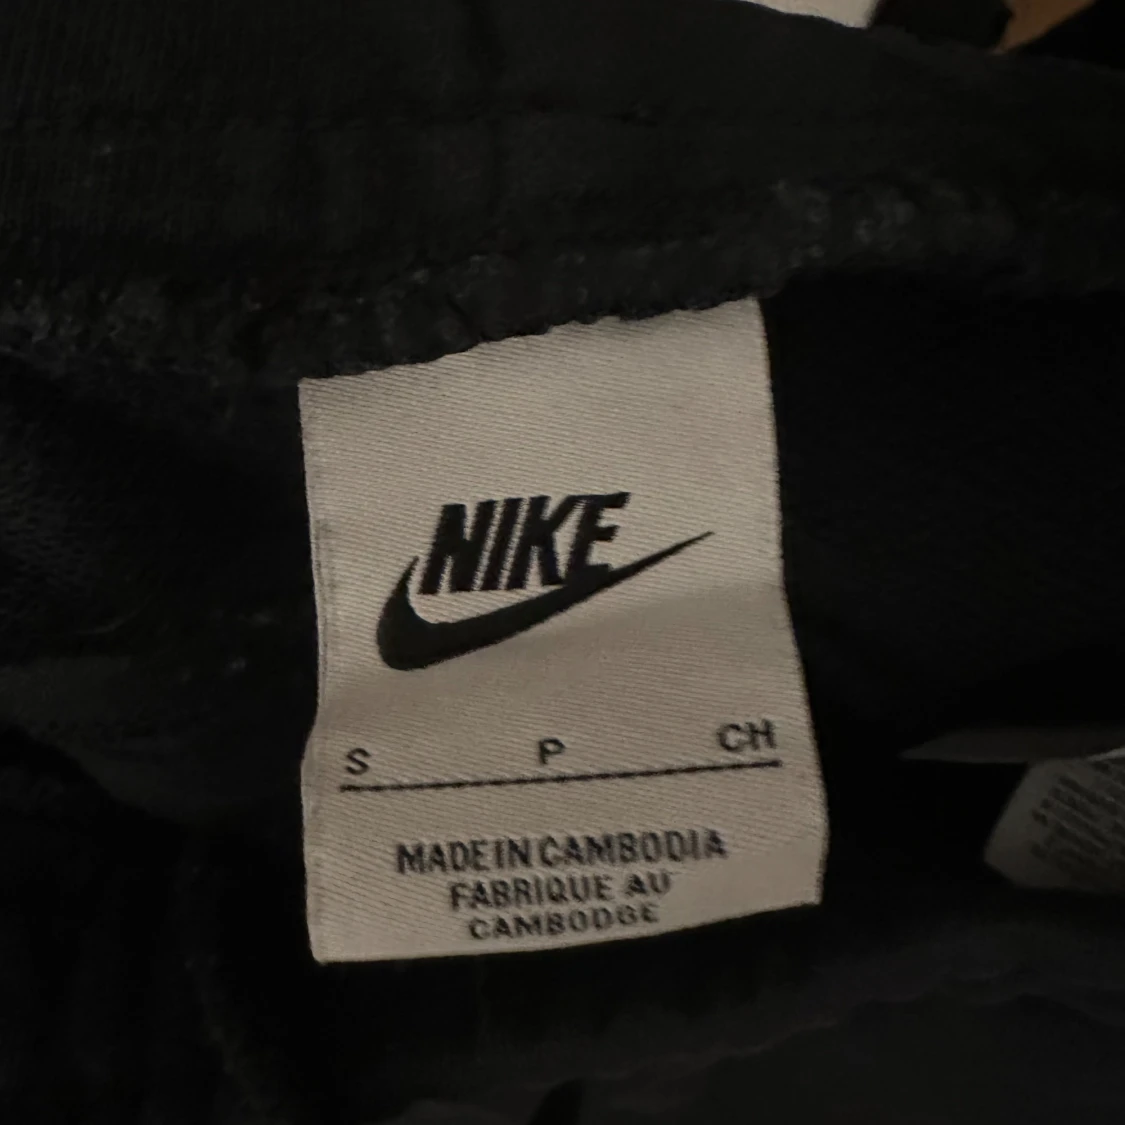 NIKE
S P CH
MADE IN CAMBODIA
FABRIQUE AU
CAMBODGE